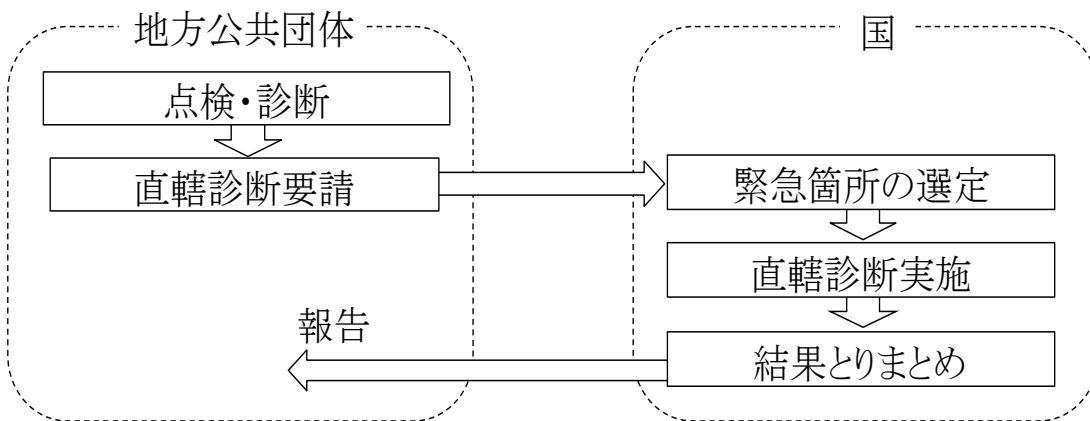 地方公共団体
点検・診断
直轄診断要請
国
緊急箇所の選定
直轄診断実施
結果とりまとめ
報告